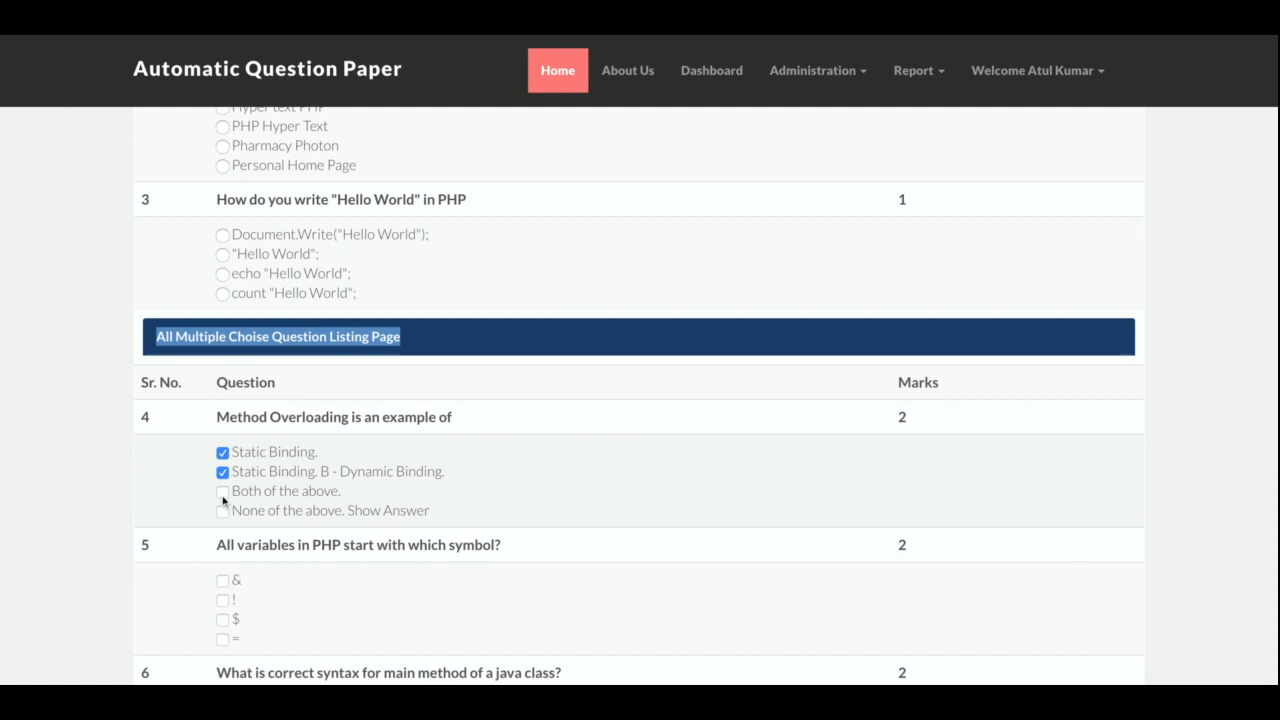 Automatic Question Paper
Home About Us Dashboard Administration Report Welcome Atul Kumar
Hyper text PHP
PHP Hyper Text
Pharmacy Photon
Personal Home Page
3 How do you write "Hello World" in PHP 1
Document.Write("Hello World");
"Hello World";
echo "Hello World";
count "Hello World";
All Multiple Choise Question Listing Page
Sr. No. Question Marks
4 Method Overloading is an example of 2
Static Binding.
Static Binding. B - Dynamic Binding.
Both of the above.
None of the above. Show Answer
5 All variables in PHP start with which symbol? 2
&
!
$
=
6 What is correct syntax for main method of a java class? 2